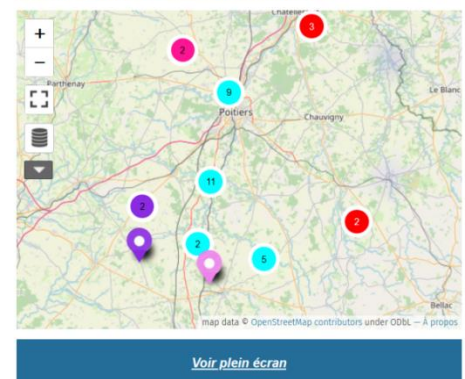 Chatelle
3
+
2
−
Parthenay
9
Le Blanc
Poitiers
Chauvigny
11
2
2
2
5
Bellac
map data © OpenStreetMap contributors under ODbL — À propos
Voir plein écran